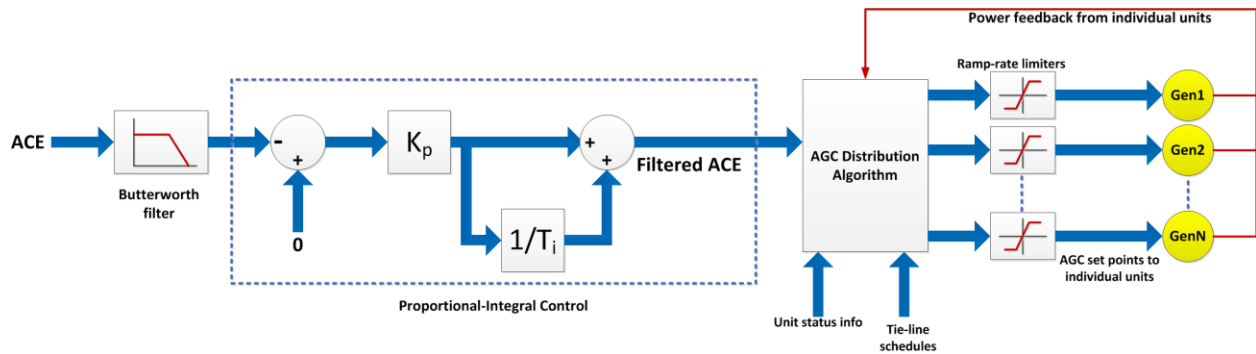 Power feedback from individual units
Ramp-rate limiters
Gen1
ACE
-
+
0
Kp
+
+
Filtered ACE
AGC Distribution
Algorithm
Gen2
Butterworth
filter
1/Ti
GenN
AGC set points to
individual units
Proportional-Integral Control
Unit status info
Tie-line
schedules